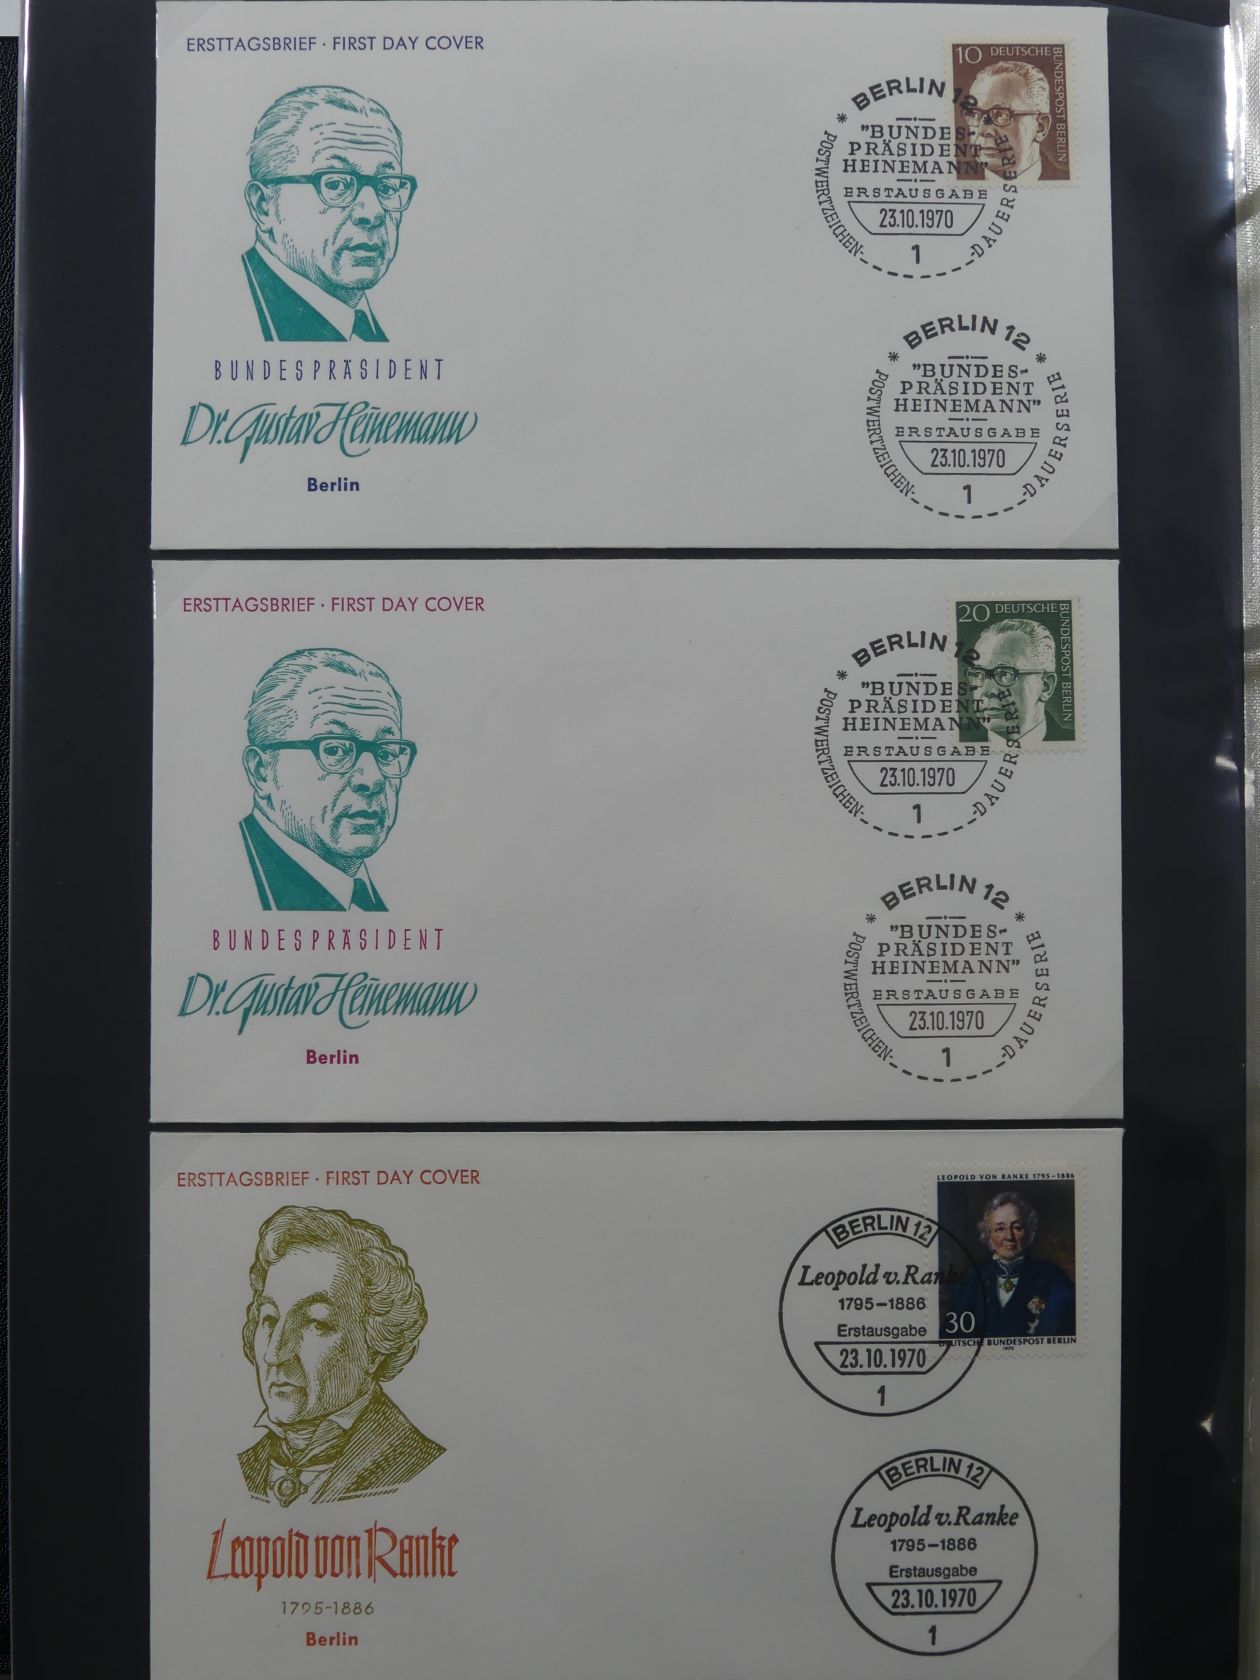 ERSTTAGSBRIEF · FIRST DAY COVER
BUNDESPRÄSIDENT
Dr. Gustav Heinemann
Berlin
10 DEUTSCHE
BUNDESPOST BERLIN
BERLIN 12
"BUNDES-
PRÄSIDENT
HEINEMANN"
ERSTAUSGABE
23.10.1970
1
POSTWERTZEICHEN-
-DAUERSERIE
BERLIN 12
"BUNDES-
PRÄSIDENT
HEINEMANN"
ERSTAUSGABE
23.10.1970
1
POSTWERTZEICHEN-
-DAUERSERIE
ERSTTAGSBRIEF · FIRST DAY COVER
BUNDESPRÄSIDENT
Dr. Gustav Heinemann
Berlin
20 DEUTSCHE
BUNDESPOST BERLIN
BERLIN 12
"BUNDES-
PRÄSIDENT
HEINEMANN"
ERSTAUSGABE
23.10.1970
1
POSTWERTZEICHEN-
-DAUERSERIE
BERLIN 12
"BUNDES-
PRÄSIDENT
HEINEMANN"
ERSTAUSGABE
23.10.1970
1
POSTWERTZEICHEN-
-DAUERSERIE
ERSTTAGSBRIEF · FIRST DAY COVER
Leopold von Ranke
1795-1886
Berlin
LEOPOLD VON RANKE 1795-1886
30
DEUTSCHE BUNDESPOST BERLIN
1970
BERLIN 12
Leopold v. Ranke
1795-1886
Erstausgabe
23.10.1970
1
BERLIN 12
Leopold v. Ranke
1795-1886
Erstausgabe
23.10.1970
1